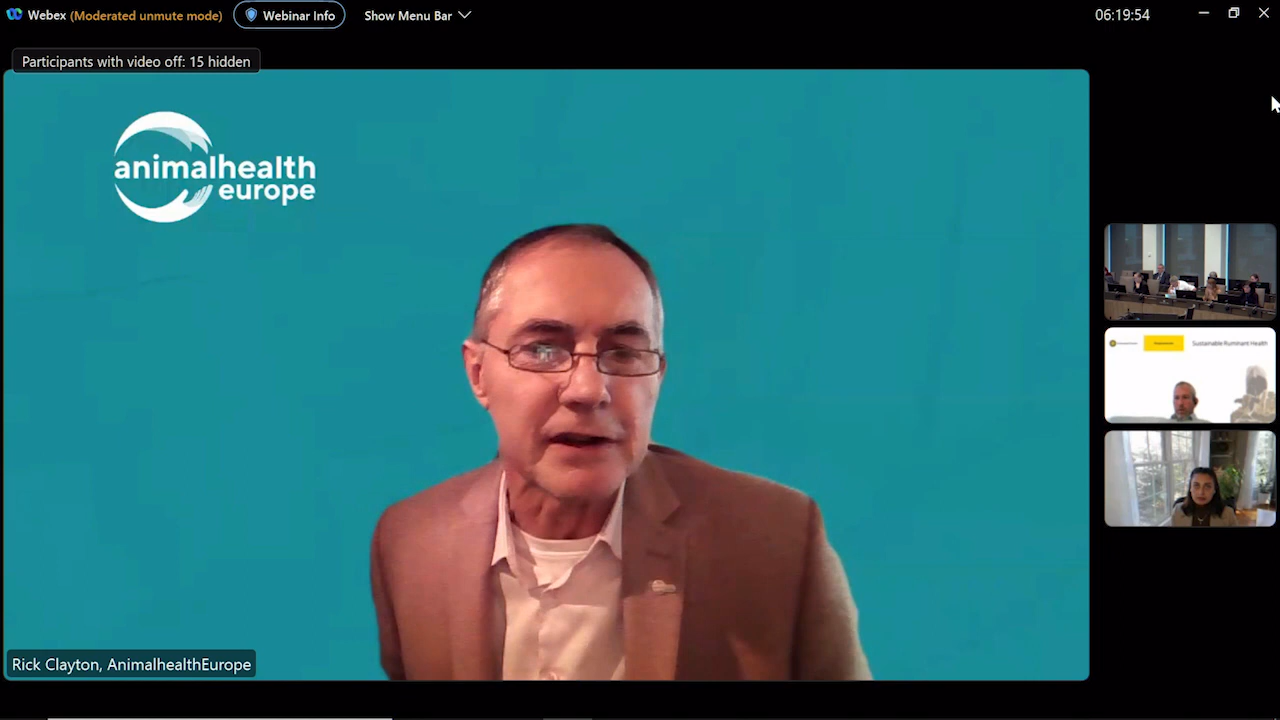 Webex (Moderated unmute mode) Webinar Info Show Menu Bar 06:19:54
Participants with video off: 15 hidden
animalhealth
europe
Sustainable Ruminant Health
Rick Clayton, AnimalhealthEurope